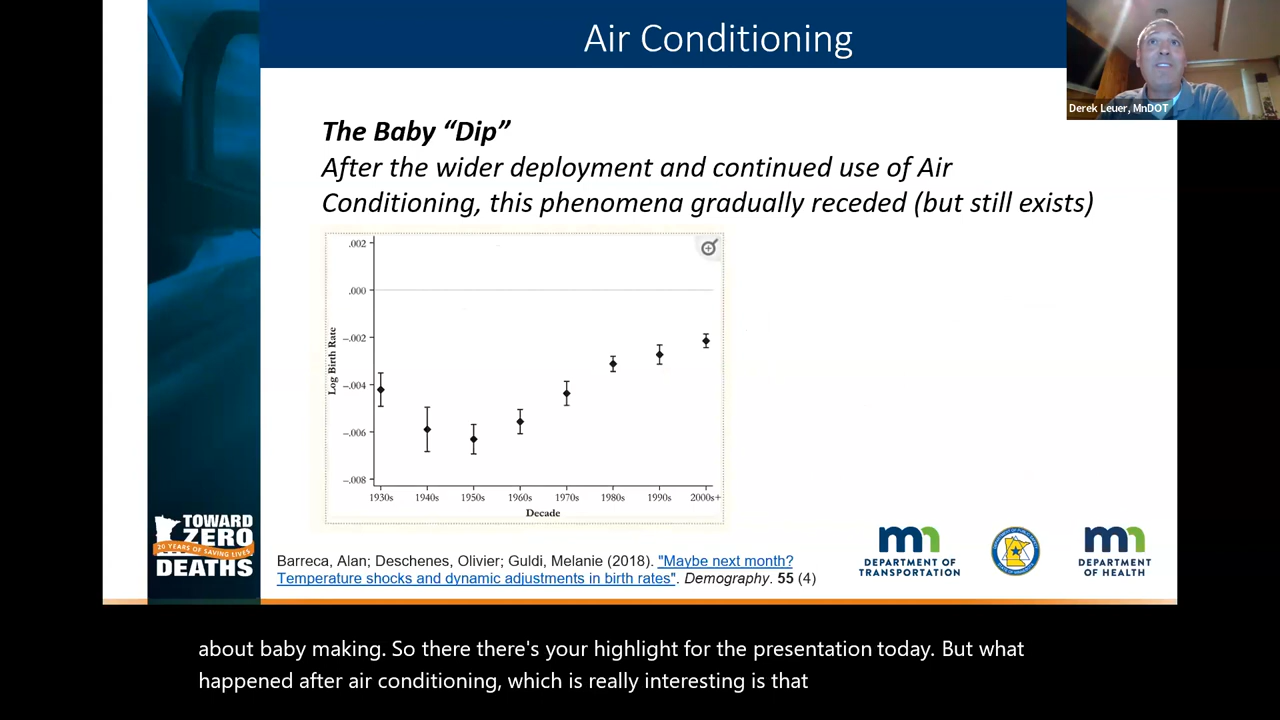 Air Conditioning
Derek Leuer, MnDOT
The Baby “Dip”
After the wider deployment and continued use of Air
Conditioning, this phenomena gradually receded (but still exists)
.002
.000
–.002
–.004
–.006
–.008
Log Birth Rate
1930s 1940s 1950s 1960s 1970s 1980s 1990s 2000s+
Decade
TOWARD
ZERO
20 YEARS OF SAVING LIVES
DEATHS
Barreca, Alan; Deschenes, Olivier; Guldi, Melanie (2018). "Maybe next month?
Temperature shocks and dynamic adjustments in birth rates". Demography. 55 (4)
DEPARTMENT OF
TRANSPORTATION
DEPARTMENT
OF HEALTH
about baby making. So there there's your highlight for the presentation today. But what
happened after air conditioning, which is really interesting is that